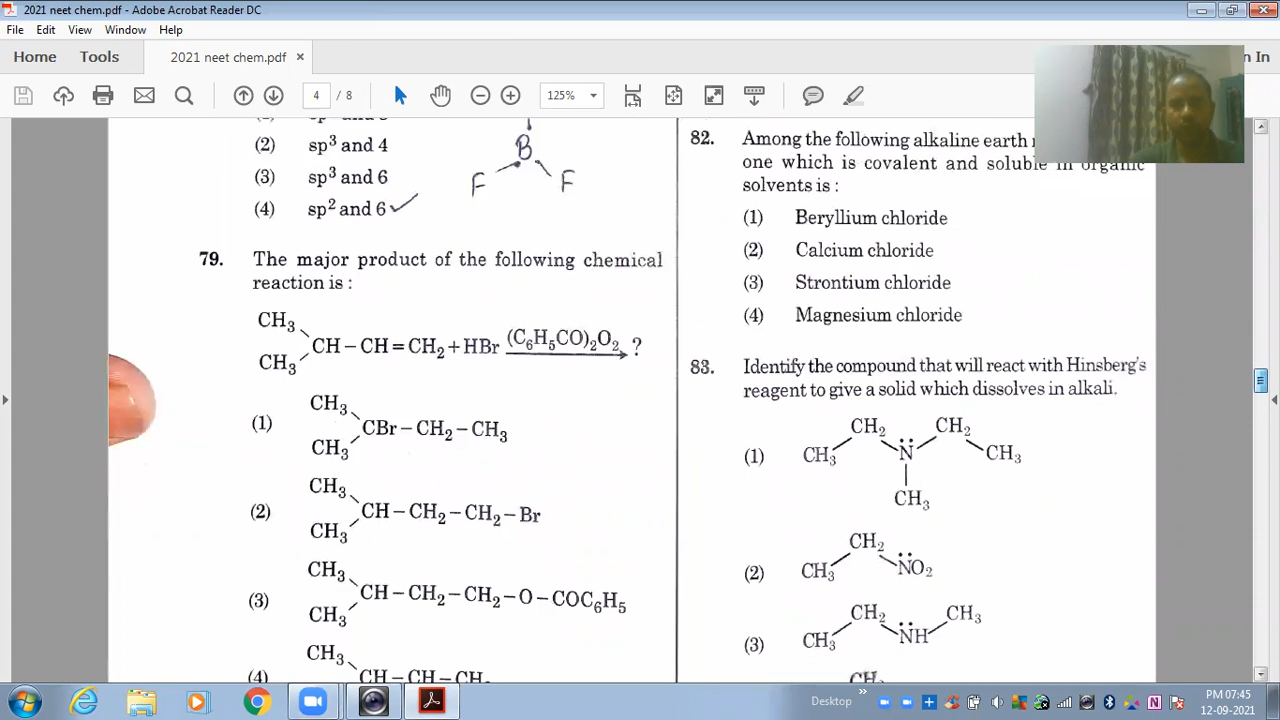 2021 neet chem.pdf - Adobe Acrobat Reader DC
File Edit View Window Help
Home Tools 2021 neet chem.pdf × n In
4 / 8 125%
(2) sp³ and 4
(3) sp³ and 6
(4) sp² and 6
B
F F
79. The major product of the following chemical
reaction is :
CH₃
CH₃
CH – CH = CH₂ + HBr (C₆H₅CO)₂O₂ ?
(1) CH₃
CH₃
CBr – CH₂ – CH₃
(2) CH₃
CH₃
CH – CH₂ – CH₂ – Br
(3) CH₃
CH₃
CH – CH₂ – CH₂ – O – COC₆H₅
(4) CH₃
CH – CH – CH₃
82. Among the following alkaline earth
one which is covalent and soluble in organic
solvents is :
(1) Beryllium chloride
(2) Calcium chloride
(3) Strontium chloride
(4) Magnesium chloride
83. Identify the compound that will react with Hinsberg's
reagent to give a solid which dissolves in alkali.
(1) CH₃ CH₂ N CH₂ CH₃
CH₃
(2) CH₃ CH₂ NO₂
(3) CH₃ CH₂ NH CH₃
CH₂
Desktop
PM 07:45
12-09-2021